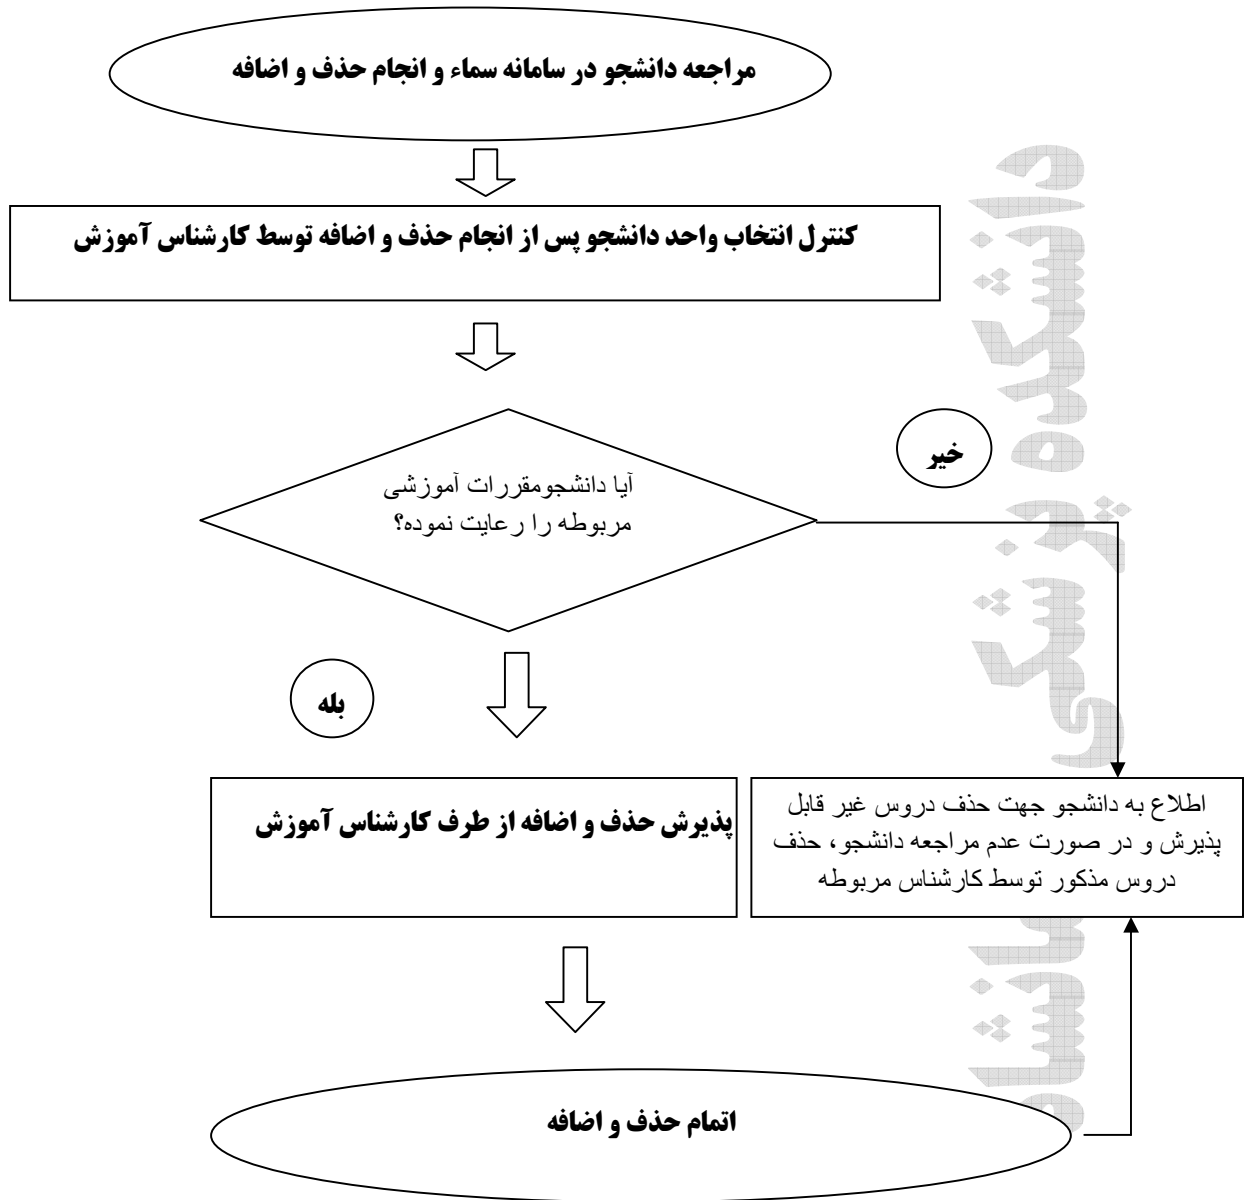 مراجعه دانشجو در سامانه سماء و انجام حذف و اضافه
کنترل انتخاب واحد دانشجو پس از انجام حذف و اضافه توسط کارشناس آموزش
خیر
آیا دانشجومقررات آموزشی
مربوطه را رعایت نموده؟
بله
پذیرش حذف و اضافه از طرف کارشناس آموزش
اطلاع به دانشجو جهت حذف دروس غیر قابل
پذیرش و در صورت عدم مراجعه دانشجو، حذف
دروس مذکور توسط کارشناس مربوطه
اتمام حذف و اضافه
دانشکده پزشکی